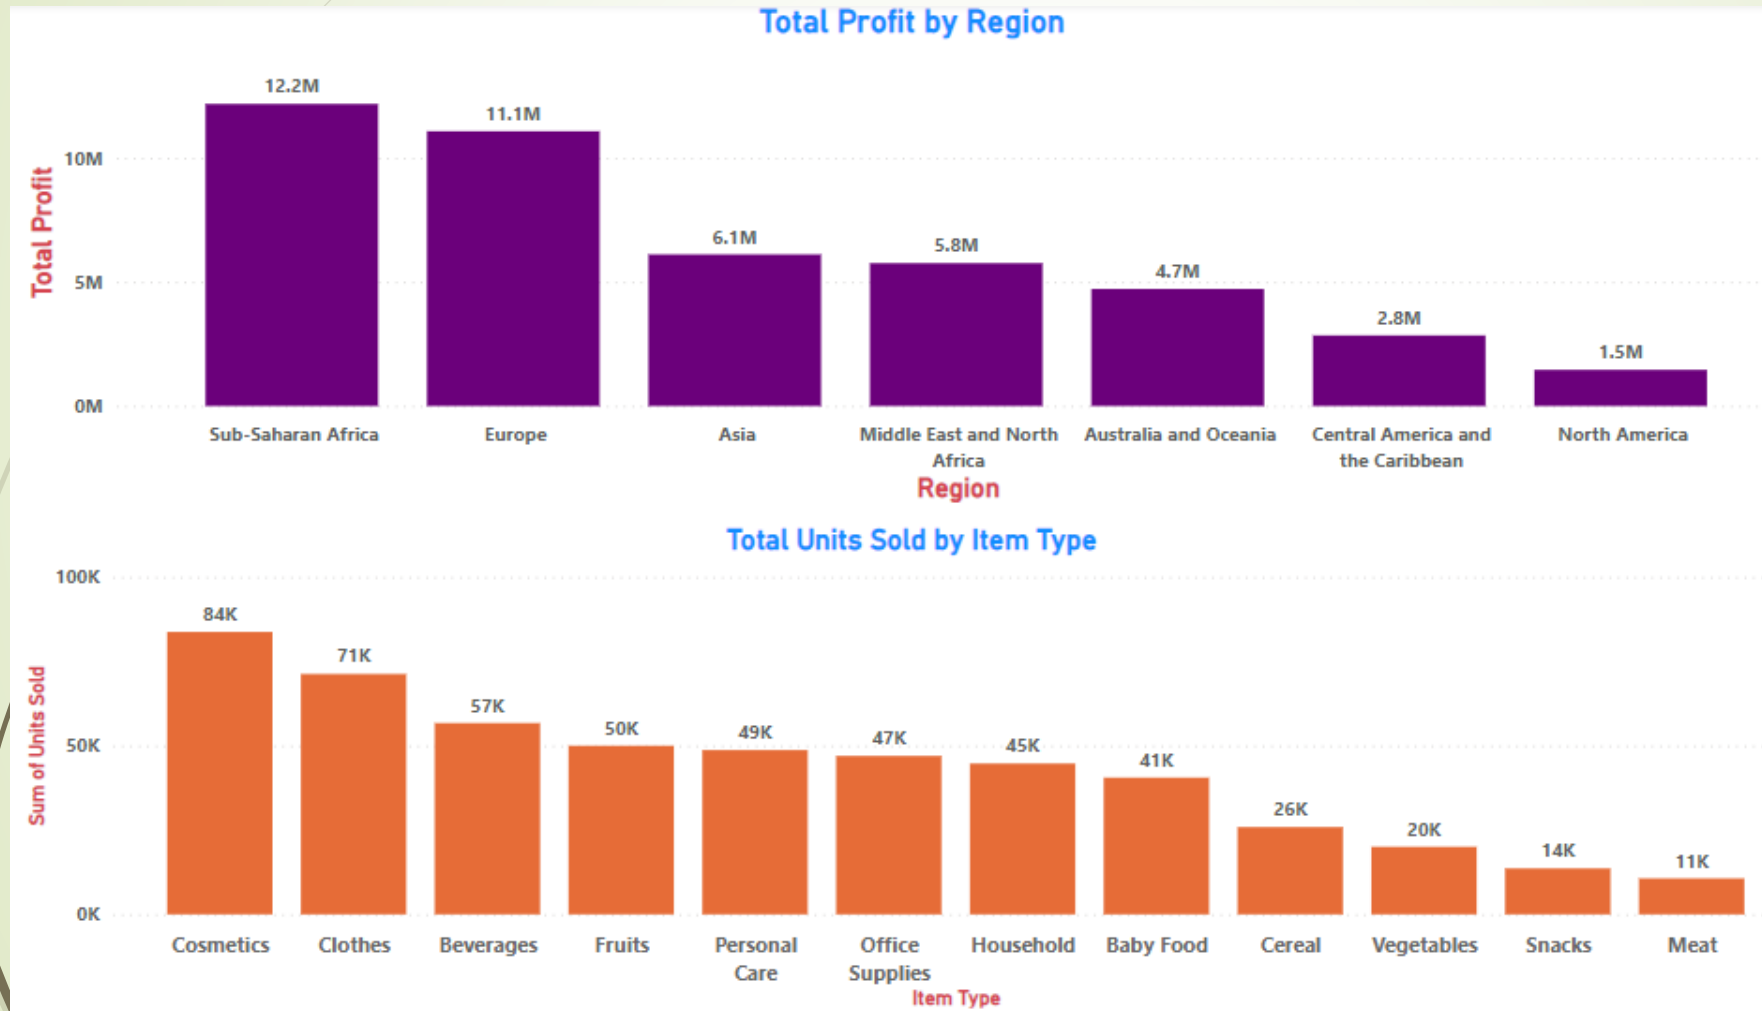 Total Profit by Region
12.2M
11.1M
10M
6.1M
5.8M
4.7M
5M
2.8M
1.5M
0M
Total Profit
Sub-Saharan Africa
Europe
Asia
Middle East and North
Africa
Australia and Oceania
Central America and
the Caribbean
North America
Region
Total Units Sold by Item Type
100K
84K
71K
57K
50K
49K
47K
45K
41K
26K
20K
14K
11K
50K
0K
Sum of Units Sold
Cosmetics
Clothes
Beverages
Fruits
Personal
Care
Office
Supplies
Household
Baby Food
Cereal
Vegetables
Snacks
Meat
Item Type